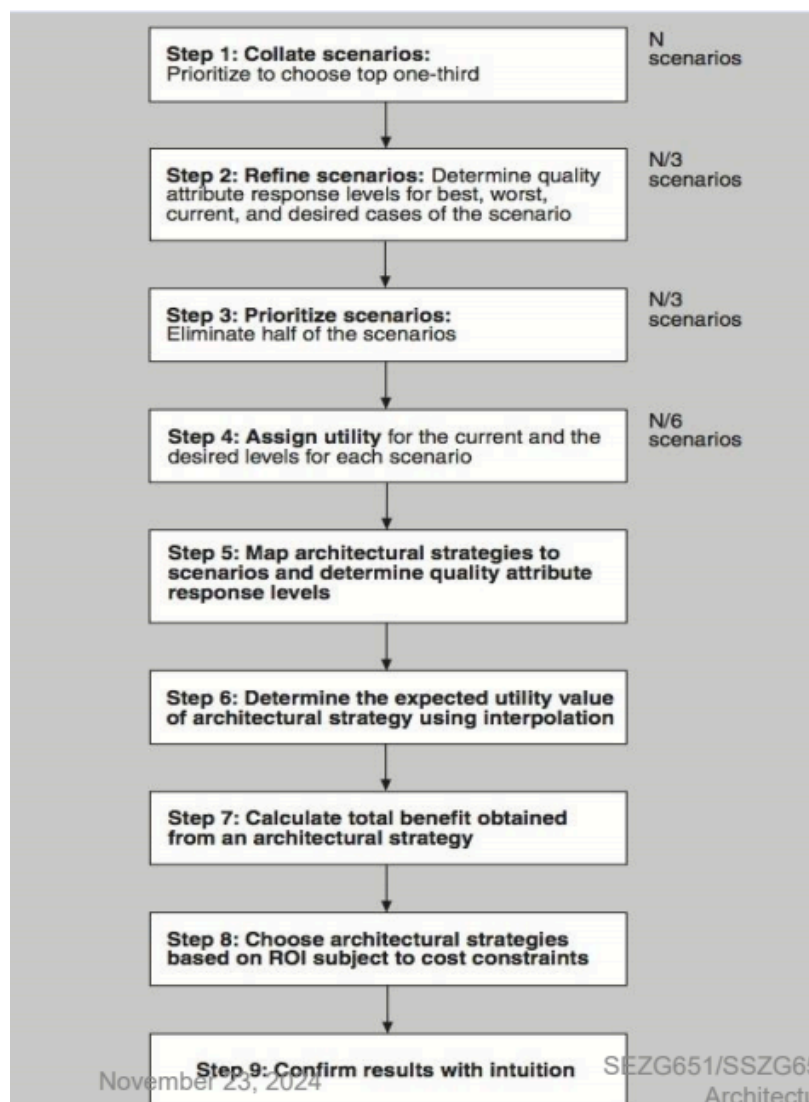 Step 1: Collate scenarios:
Prioritize to choose top one-third
N
scenarios
Step 2: Refine scenarios: Determine quality
attribute response levels for best, worst,
current, and desired cases of the scenario
N/3
scenarios
Step 3: Prioritize scenarios:
Eliminate half of the scenarios
N/3
scenarios
Step 4: Assign utility for the current and the
desired levels for each scenario
N/6
scenarios
Step 5: Map architectural strategies to
scenarios and determine quality attribute
response levels
Step 6: Determine the expected utility value
of architectural strategy using interpolation
Step 7: Calculate total benefit obtained
from an architectural strategy
Step 8: Choose architectural strategies
based on ROI subject to cost constraints
Step 9: Confirm results with intuition
November 23, 2024
SEZG651/SSZG65
Architectu